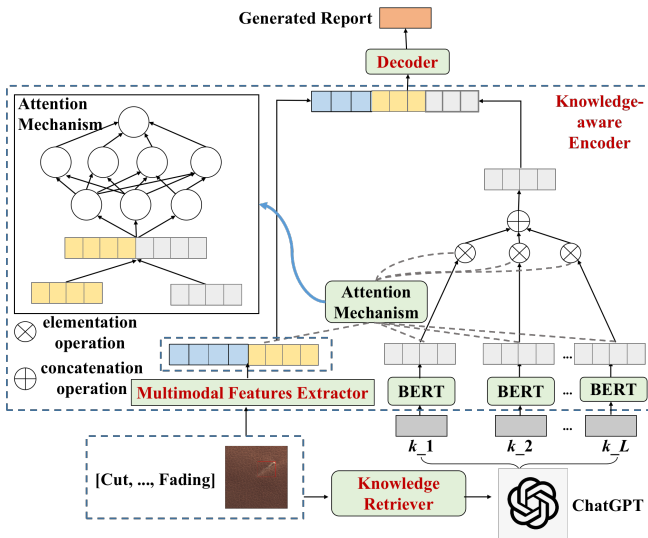 Generated Report
Decoder
Attention
Mechanism
Knowledge-
aware
Encoder
Attention
Mechanism
elementation
operation
concatenation
operation
Multimodal Features Extractor
BERT
BERT
...
BERT
...
k_1
k_2
...
k_L
[Cut, ..., Fading]
Knowledge
Retriever
ChatGPT